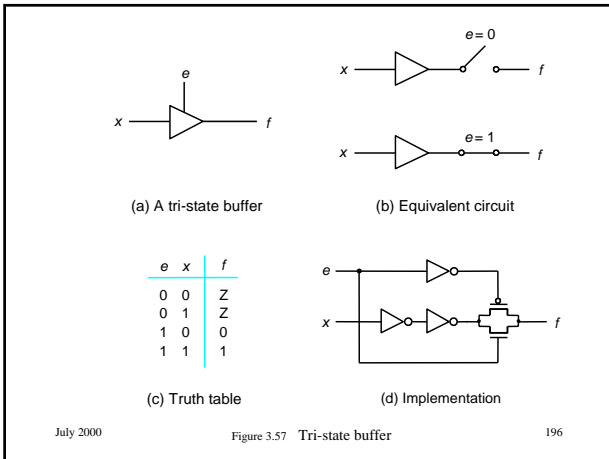 e
x
f
(a) A tri-state buffer
e = 0
x
f
e = 1
x
f
(b) Equivalent circuit
e x f
0 0 Z
0 1 Z
1 0 0
1 1 1
(c) Truth table
e
x
f
(d) Implementation
July 2000 Figure 3.57 Tri-state buffer 196